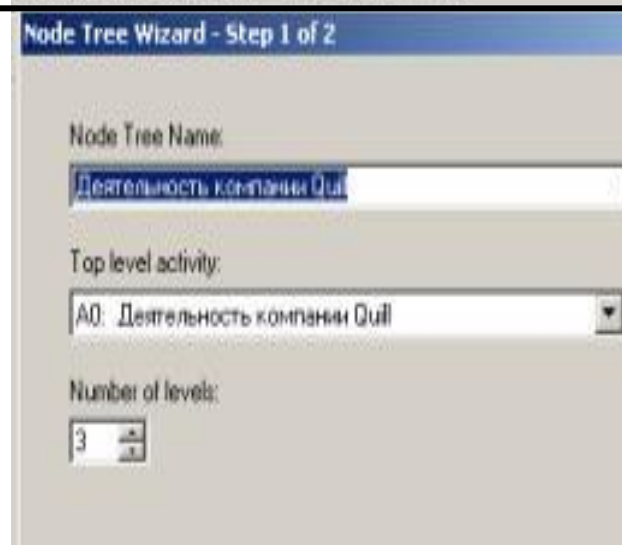 Node Tree Wizard - Step 1 of 2
Node Tree Name:
Деятельность компании Quill
Top level activity:
A0: Деятельность компании Quill
Number of levels:
3